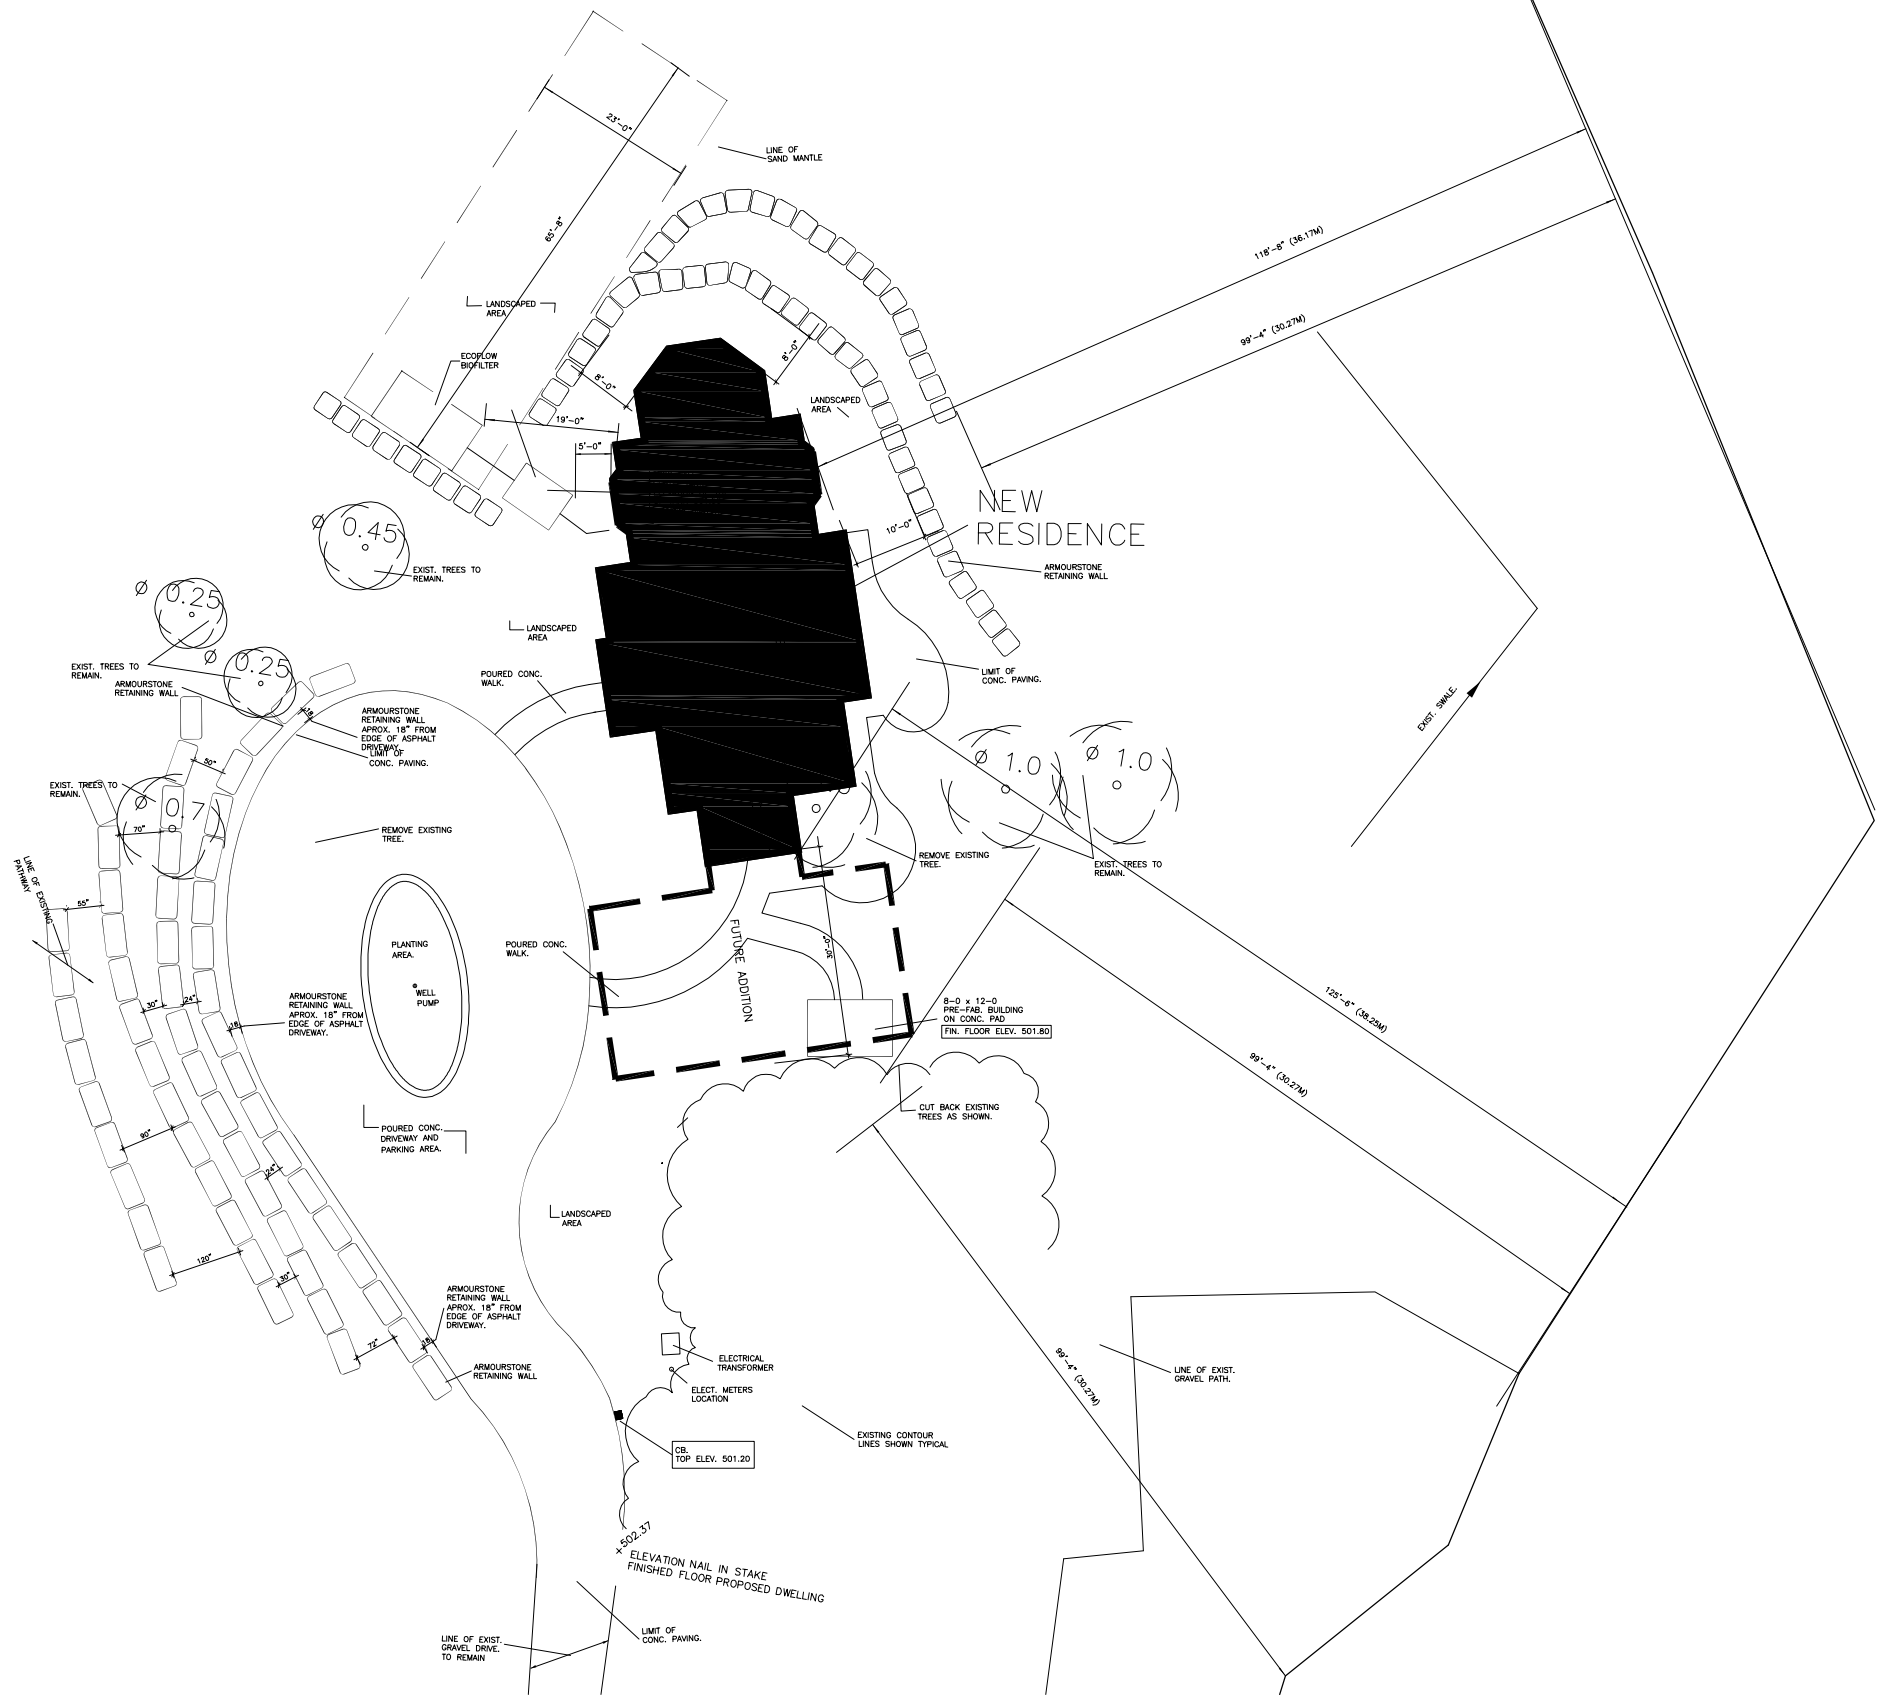 23'-0"
LINE OF
SAND MANTLE
65'-8"
118'-8" (36.17M)
99'-4" (30.27M)
LANDSCAPED
AREA
ECOFLOW
BIOFILTER
8'-0"
8'-0"
19'-0"
5'-0"
LANDSCAPED
AREA
10'-0"
NEW
RESIDENCE
ARMOURSTONE
RETAINING WALL
Ø 0.45
EXIST. TREES TO
REMAIN.
Ø 0.25
Ø 0.25
EXIST. TREES TO
REMAIN.
LANDSCAPED
AREA
POURED CONC.
WALK.
LIMIT OF
CONC. PAVING.
EXIST. SWALE.
ARMOURSTONE
RETAINING WALL
18"
ARMOURSTONE
RETAINING WALL
APROX. 18" FROM
EDGE OF ASPHALT
DRIVEWAY.
LIMIT OF
CONC. PAVING.
50"
EXIST. TREES TO
REMAIN.
Ø 0.7
70"
Ø 1.0
Ø 1.0
EXIST. TREES TO
REMAIN.
REMOVE EXISTING
TREE.
REMOVE EXISTING
TREE.
LINE OF EXISTING
PATHWAY
55"
PLANTING
AREA.
WELL
PUMP
POURED CONC.
WALK.
FUTURE ADDITION
30'-0"
30"
24"
18"
ARMOURSTONE
RETAINING WALL
APROX. 18" FROM
EDGE OF ASPHALT
DRIVEWAY.
8-0 x 12-0
PRE-FAB. BUILDING
ON CONC. PAD
FIN. FLOOR ELEV. 501.80
125'-6" (38.25M)
99'-4" (30.27M)
CUT BACK EXISTING
TREES AS SHOWN.
90"
POURED CONC.
DRIVEWAY AND
PARKING AREA.
24"
LANDSCAPED
AREA
120"
30"
ARMOURSTONE
RETAINING WALL
APROX. 18" FROM
EDGE OF ASPHALT
DRIVEWAY.
72"
18"
ARMOURSTONE
RETAINING WALL
ELECTRICAL
TRANSFORMER
ELECT. METERS
LOCATION
99'-4" (30.27M)
LINE OF EXIST.
GRAVEL PATH.
EXISTING CONTOUR
LINES SHOWN TYPICAL
CB.
TOP ELEV. 501.20
+502.37
ELEVATION NAIL IN STAKE
FINISHED FLOOR PROPOSED DWELLING
LIMIT OF
CONC. PAVING.
LINE OF EXIST.
GRAVEL DRIVE.
TO REMAIN